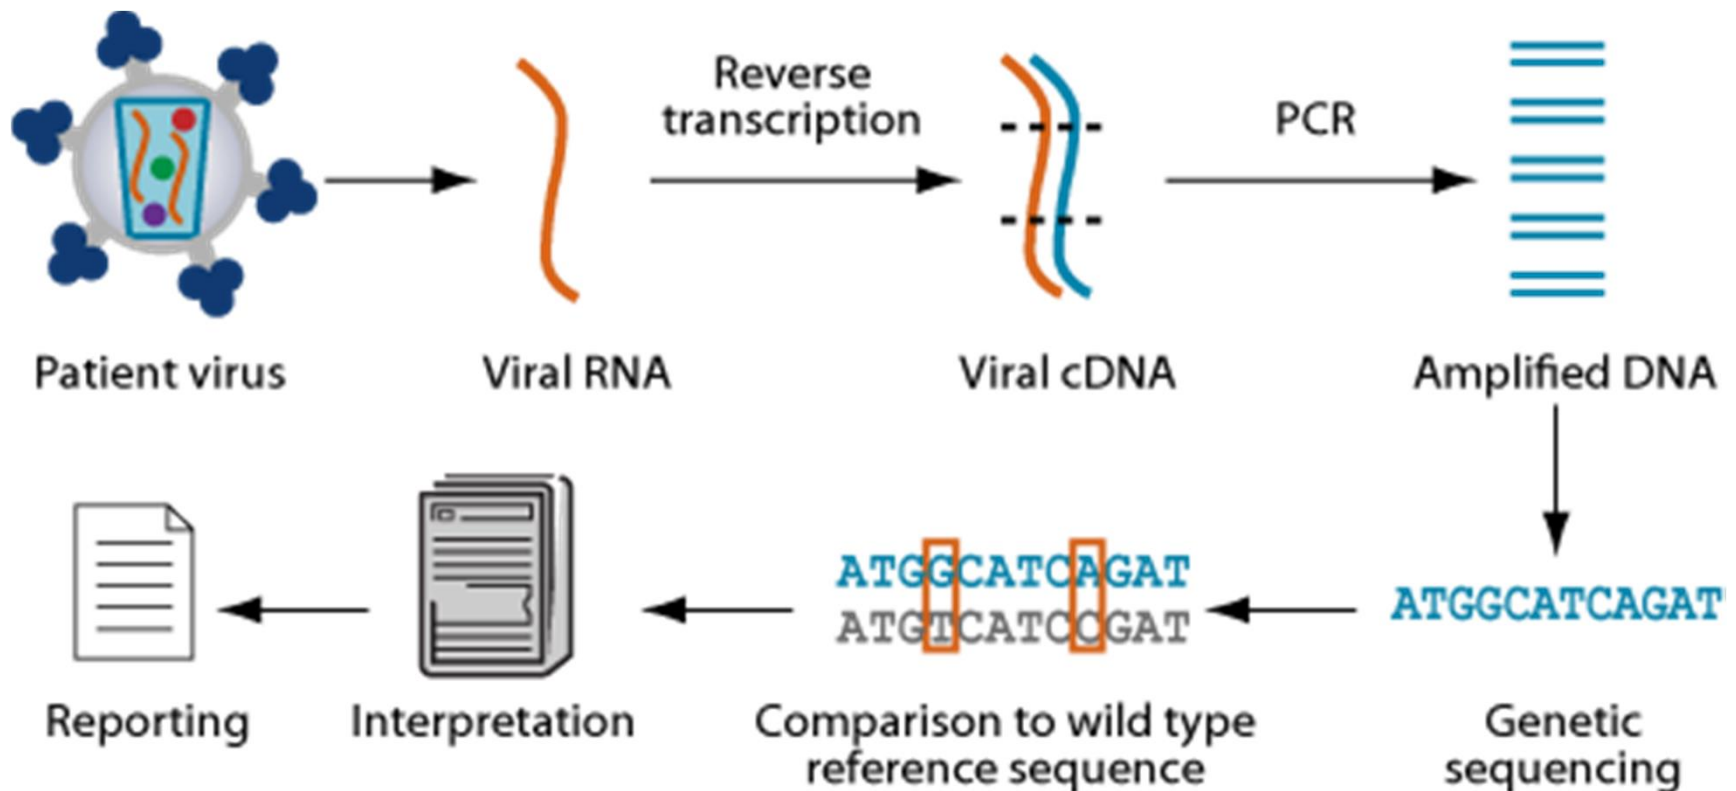 Reverse
transcription
PCR
Patient virus
Viral RNA
Viral cDNA
Amplified DNA
ATGGCATCAGAT
ATGTCATCCGAT
ATGGCATCAGAT
Reporting
Interpretation
Comparison to wild type
reference sequence
Genetic
sequencing